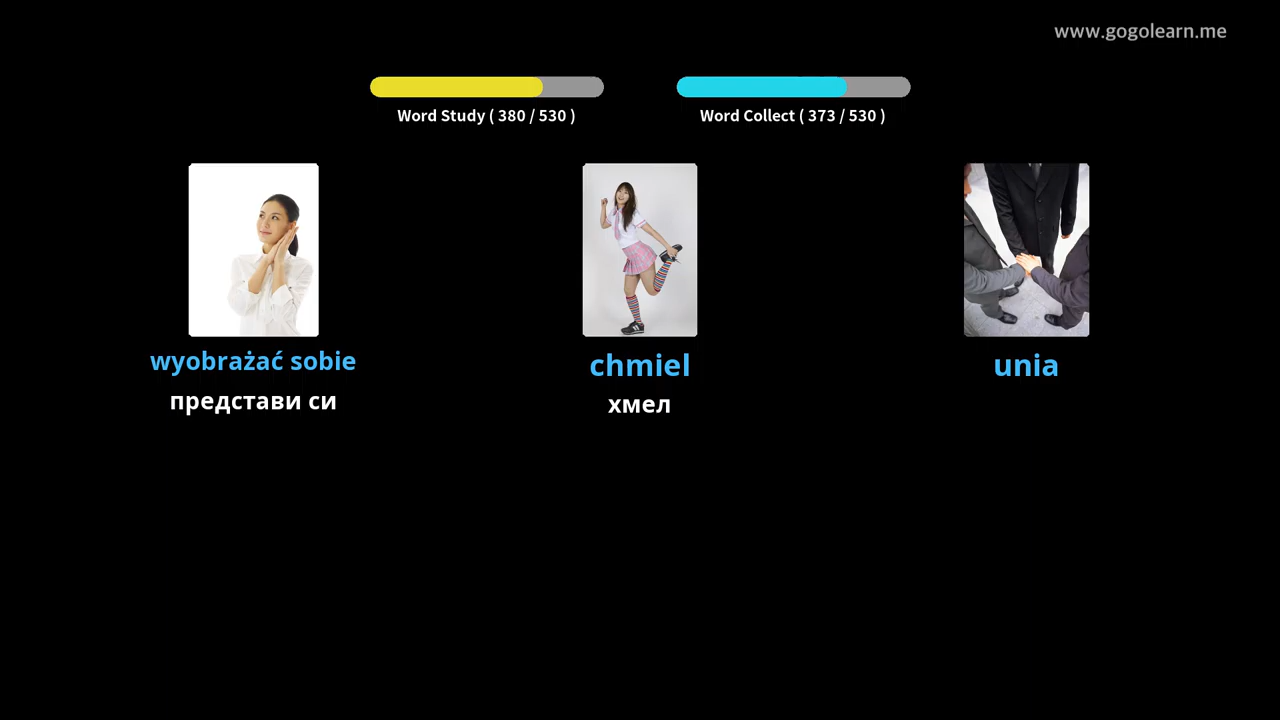 www.gogolearn.me
Word Study ( 380 / 530 )
Word Collect ( 373 / 530 )
wyobrażać sobie
chmiel
unia
представи си
хмел